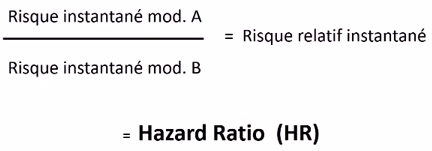 Risque instantané mod. A
= Risque relatif instantané
Risque instantané mod. B
= Hazard Ratio (HR)